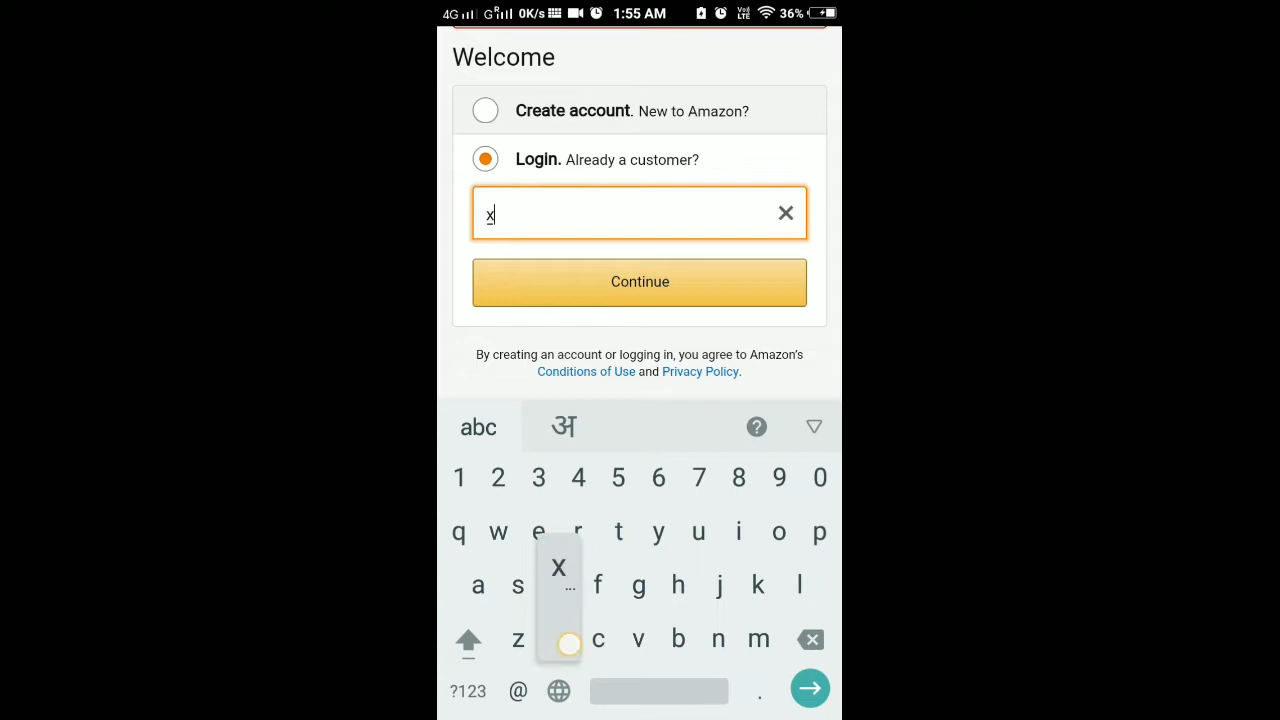 4G G R 0K/s 1:55 AM Vo) LTE 36%
Welcome
Create account. New to Amazon?
Login. Already a customer?
x
Continue
By creating an account or logging in, you agree to Amazon's
Conditions of Use and Privacy Policy.
abc अ ?
1 2 3 4 5 6 7 8 9 0
q w e r t y u i o p
a s x... f g h j k l
z c v b n m
?123 @ .